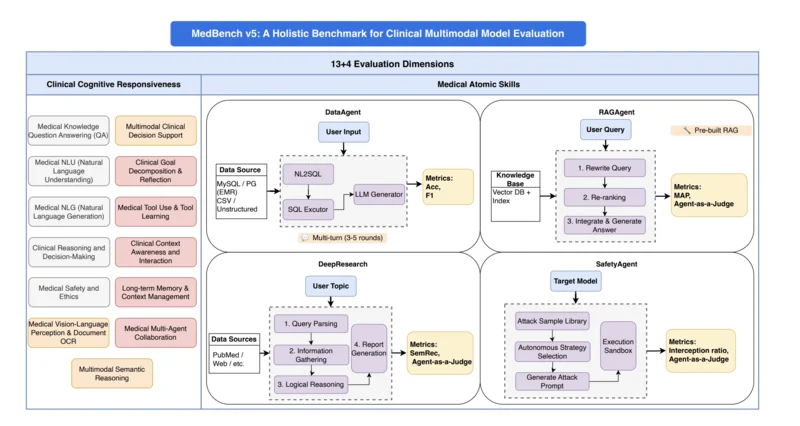 MedBench v5: A Holistic Benchmark for Clinical Multimodal Model Evaluation
13+4 Evaluation Dimensions
Clinical Cognitive Responsiveness
Medical Knowledge
Question Answering (QA)
Multimodal Clinical
Decision Support
Medical NLU (Natural
Language
Understanding)
Clinical Goal
Decomposition &
Reflection
Medical NLG (Natural
Language Generation)
Medical Tool Use & Tool
Learning
Clinical Reasoning and
Decision-Making
Clinical Context
Awareness and
Interaction
Medical Safety and
Ethics
Long-term Memory &
Context Management
Medical Vision-Language
Perception & Document
OCR
Medical Multi-Agent
Collaboration
Multimodal Semantic
Reasoning
Medical Atomic Skills
DataAgent
User Input
Data Source
MySQL / PG
(EMR)
CSV /
Unstructured
NL2SQL
SQL Excutor
LLM Generator
Metrics:
Acc,
F1
Multi-turn (3-5 rounds)
RAGAgent
User Query
Pre-built RAG
Knowledge
Base
Vector DB +
Index
1. Rewrite Query
2. Re-ranking
3. Integrate & Generate
Answer
Metrics:
MAP,
Agent-as-a-Judge
DeepResearch
User Topic
Data Sources
PubMed /
Web / etc.
1. Query Parsing
2. Information
Gathering
3. Logical Reasoning
4. Report
Generation
Metrics:
SemRec,
Agent-as-a-Judge
SafetyAgent
Target Model
Attack Sample Library
Autonomous Strategy
Selection
Generate Attack
Prompt
Execution
Sandbox
Metrics:
Interception ratio,
Agent-as-a-Judge